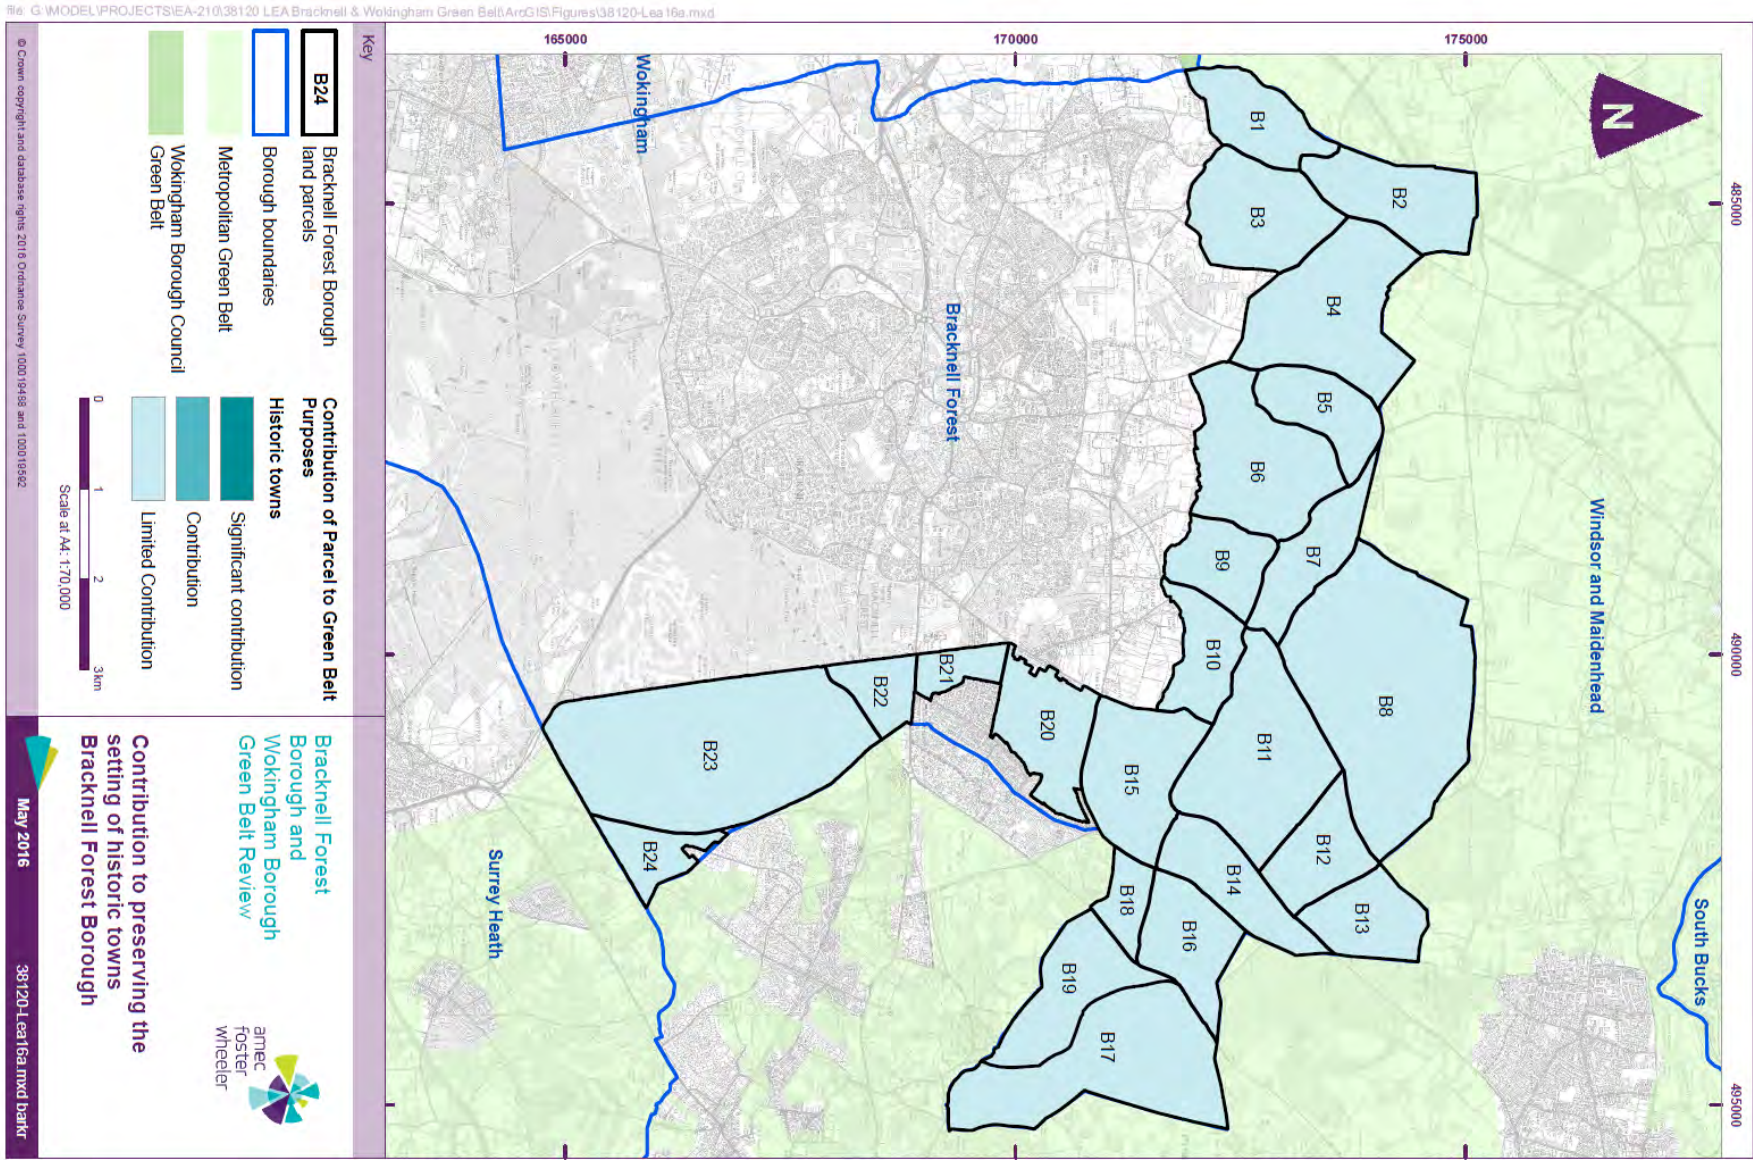 file: G:\MODEL\PROJECTS\EA-210\38120 LEA Bracknell & Wokingham Green Belt\ArcGIS\Figures\38120-Lea16a.mxd
485000
490000
495000
175000
170000
165000
N
Windsor and Maidenhead
South Bucks
Bracknell Forest
Wokingham
Surrey Heath
B1
B2
B3
B4
B5
B6
B7
B8
B9
B10
B11
B12
B13
B14
B15
B16
B17
B18
B19
B20
B21
B22
B23
B24
Key
B24
Bracknell Forest Borough
land parcels
Borough boundaries
Metropolitan Green Belt
Wokingham Borough Council
Green Belt
Contribution of Parcel to Green Belt
Purposes
Historic towns
Significant contribution
Contribution
Limited Contribution
0 1 2 3 km
Scale at A4: 1:70,000
Bracknell Forest
Borough and
Wokingham Borough
Green Belt Review
amec
foster
wheeler
Contribution to preserving the
setting of historic towns
Bracknell Forest Borough
May 2016
38120-Lea16a.mxd barkr
© Crown copyright and database rights 2016 Ordnance Survey 100019488 and 100019592